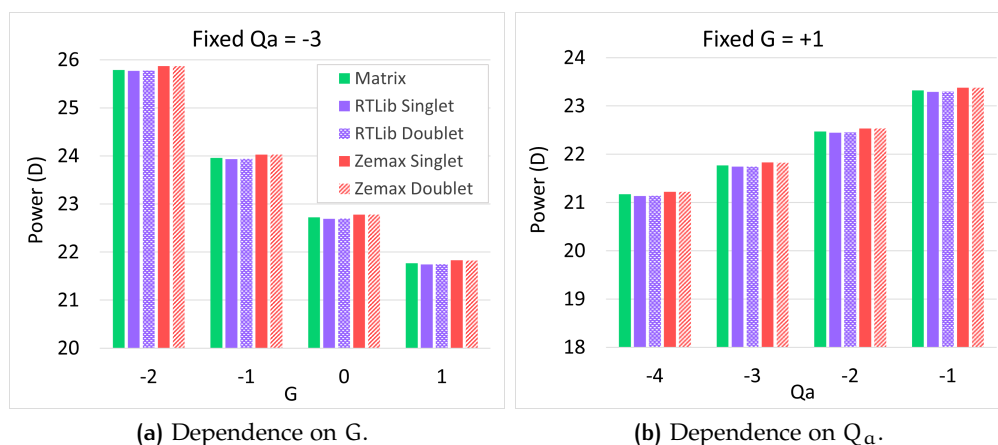 Fixed Qa = -3
Power (D)
26
25
24
23
22
21
20
Matrix
RTLib Singlet
RTLib Doublet
Zemax Singlet
Zemax Doublet
-2 -1 0 1
G
(a) Dependence on G.
Fixed G = +1
Power (D)
24
23
22
21
20
19
18
-4 -3 -2 -1
Qa
(b) Dependence on Qₐ.